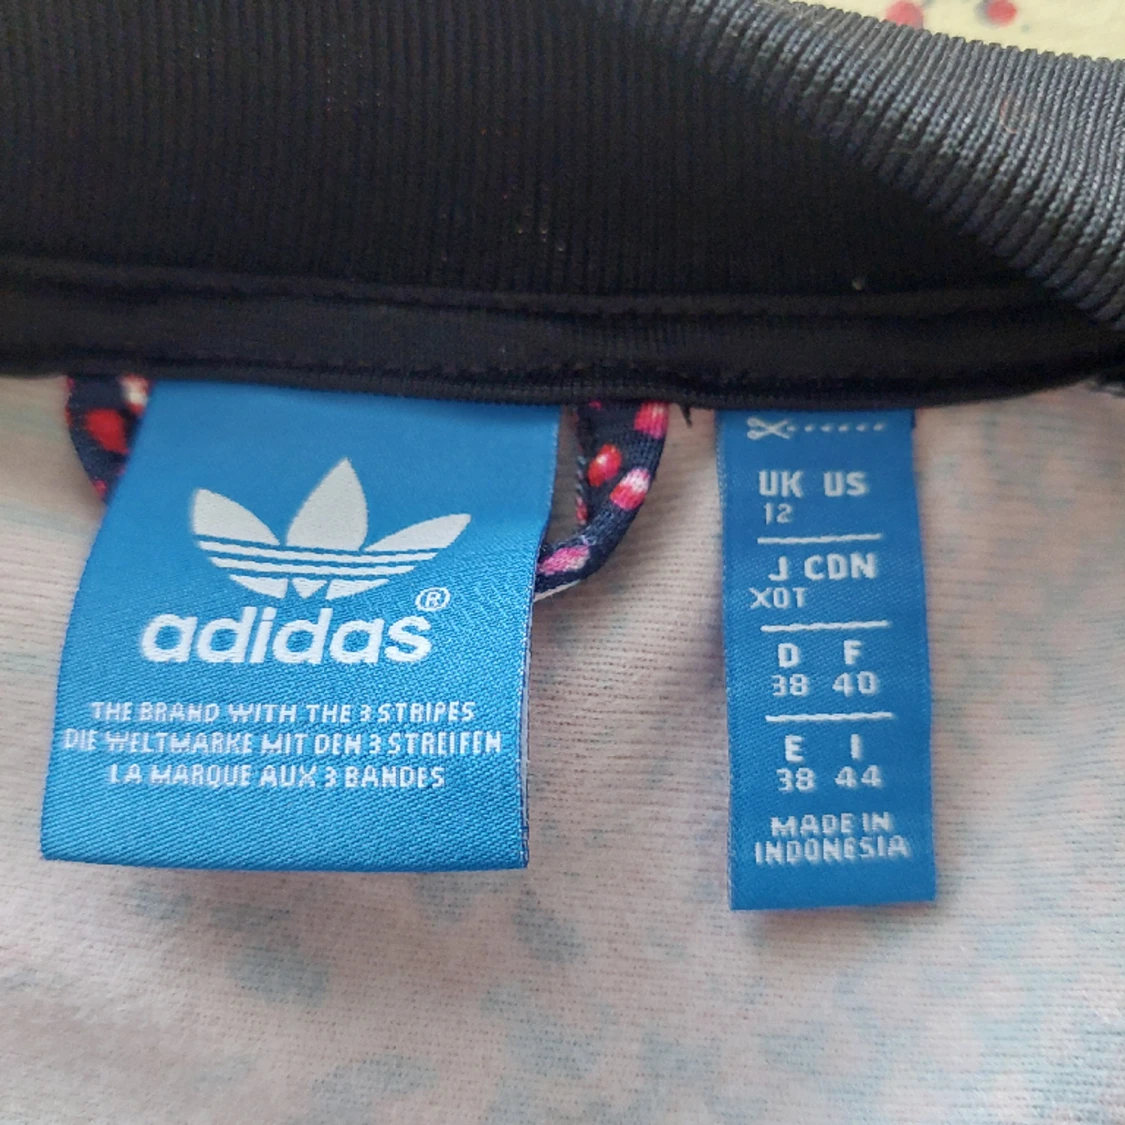 adidas®
THE BRAND WITH THE 3 STRIPES
DIE WELTMARKE MIT DEN 3 STREIFEN
LA MARQUE AUX 3 BANDES
UK US
12
J CDN
XOT
D F
38 40
E I
38 44
MADE IN
INDONESIA